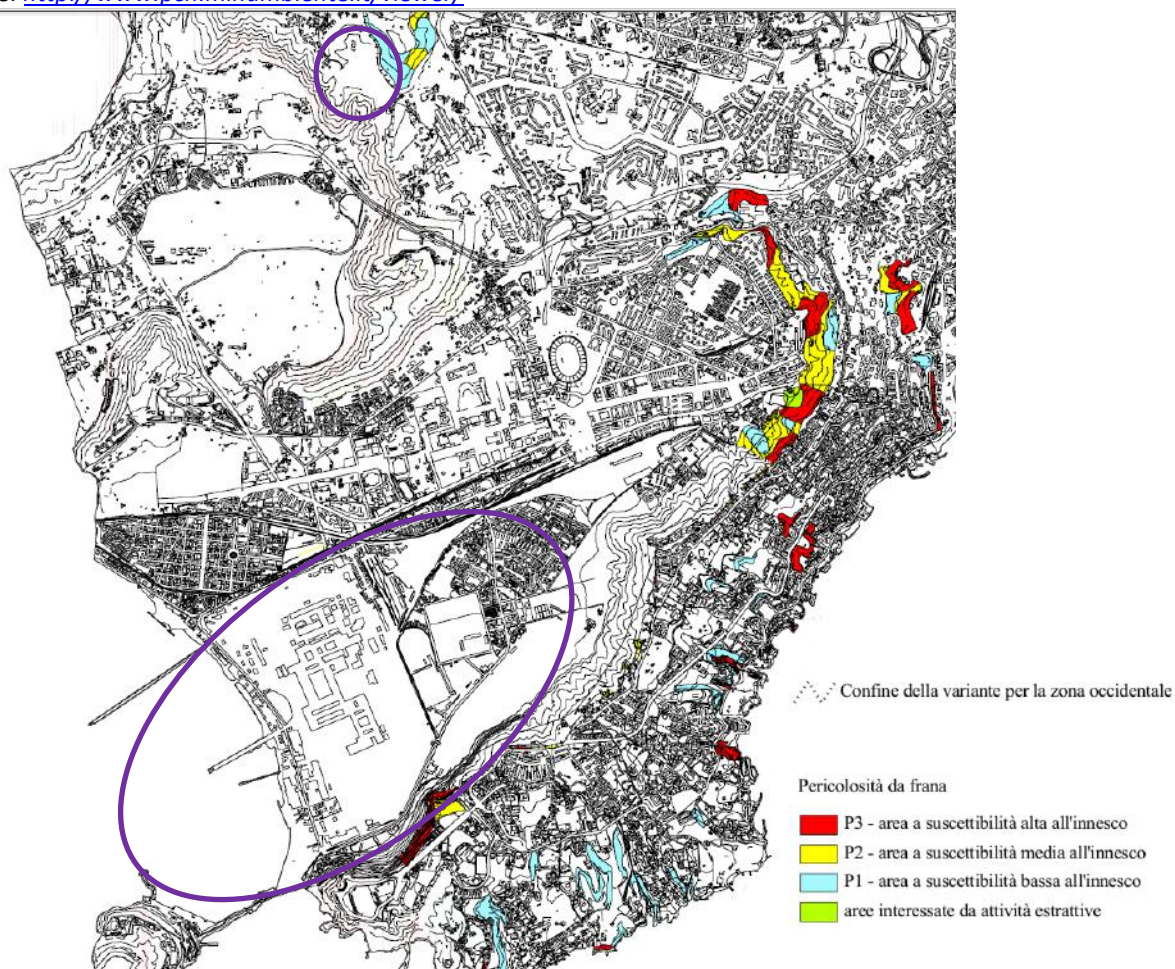 Confine della variante per la zona occidentale
Pericolosità da frana
P3 - area a suscettibilità alta all'innesco
P2 - area a suscettibilità media all'innesco
P1 - area a suscettibilità bassa all'innesco
aree interessate da attività estrattive